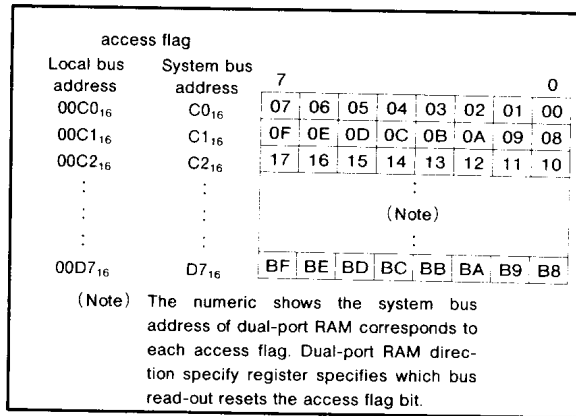 access flag
Local bus address System bus address 7 0
00C0₁₆ C0₁₆ 07 06 05 04 03 02 01 00
00C1₁₆ C1₁₆ 0F 0E 0D 0C 0B 0A 09 08
00C2₁₆ C2₁₆ 17 16 15 14 13 12 11 10
(Note)
00D7₁₆ D7₁₆ BF BE BD BC BB BA B9 B8
(Note) The numeric shows the system bus
address of dual-port RAM corresponds to
each access flag. Dual-port RAM direc-
tion specify register specifies which bus
read-out resets the access flag bit.